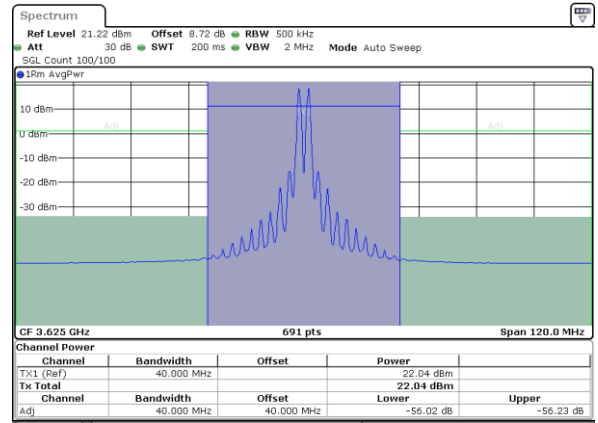 Spectrum
Ref Level 21.22 dBm Offset 8.72 dB RBW 500 kHz
Att 30 dB SWT 200 ms VBW 2 MHz Mode Auto Sweep
SGL Count 100/100
1Rm AvgPwr
10 dBm
Adj Adj
0 dBm
-10 dBm
-20 dBm
-30 dBm
CF 3.625 GHz 691 pts Span 120.0 MHz
Channel Power
Channel Bandwidth Offset Power
TX1 (Ref) 40.000 MHz 22.04 dBm
Tx Total 22.04 dBm
Channel Bandwidth Offset Lower Upper
Adj 40.000 MHz 40.000 MHz -56.02 dB -56.23 dB